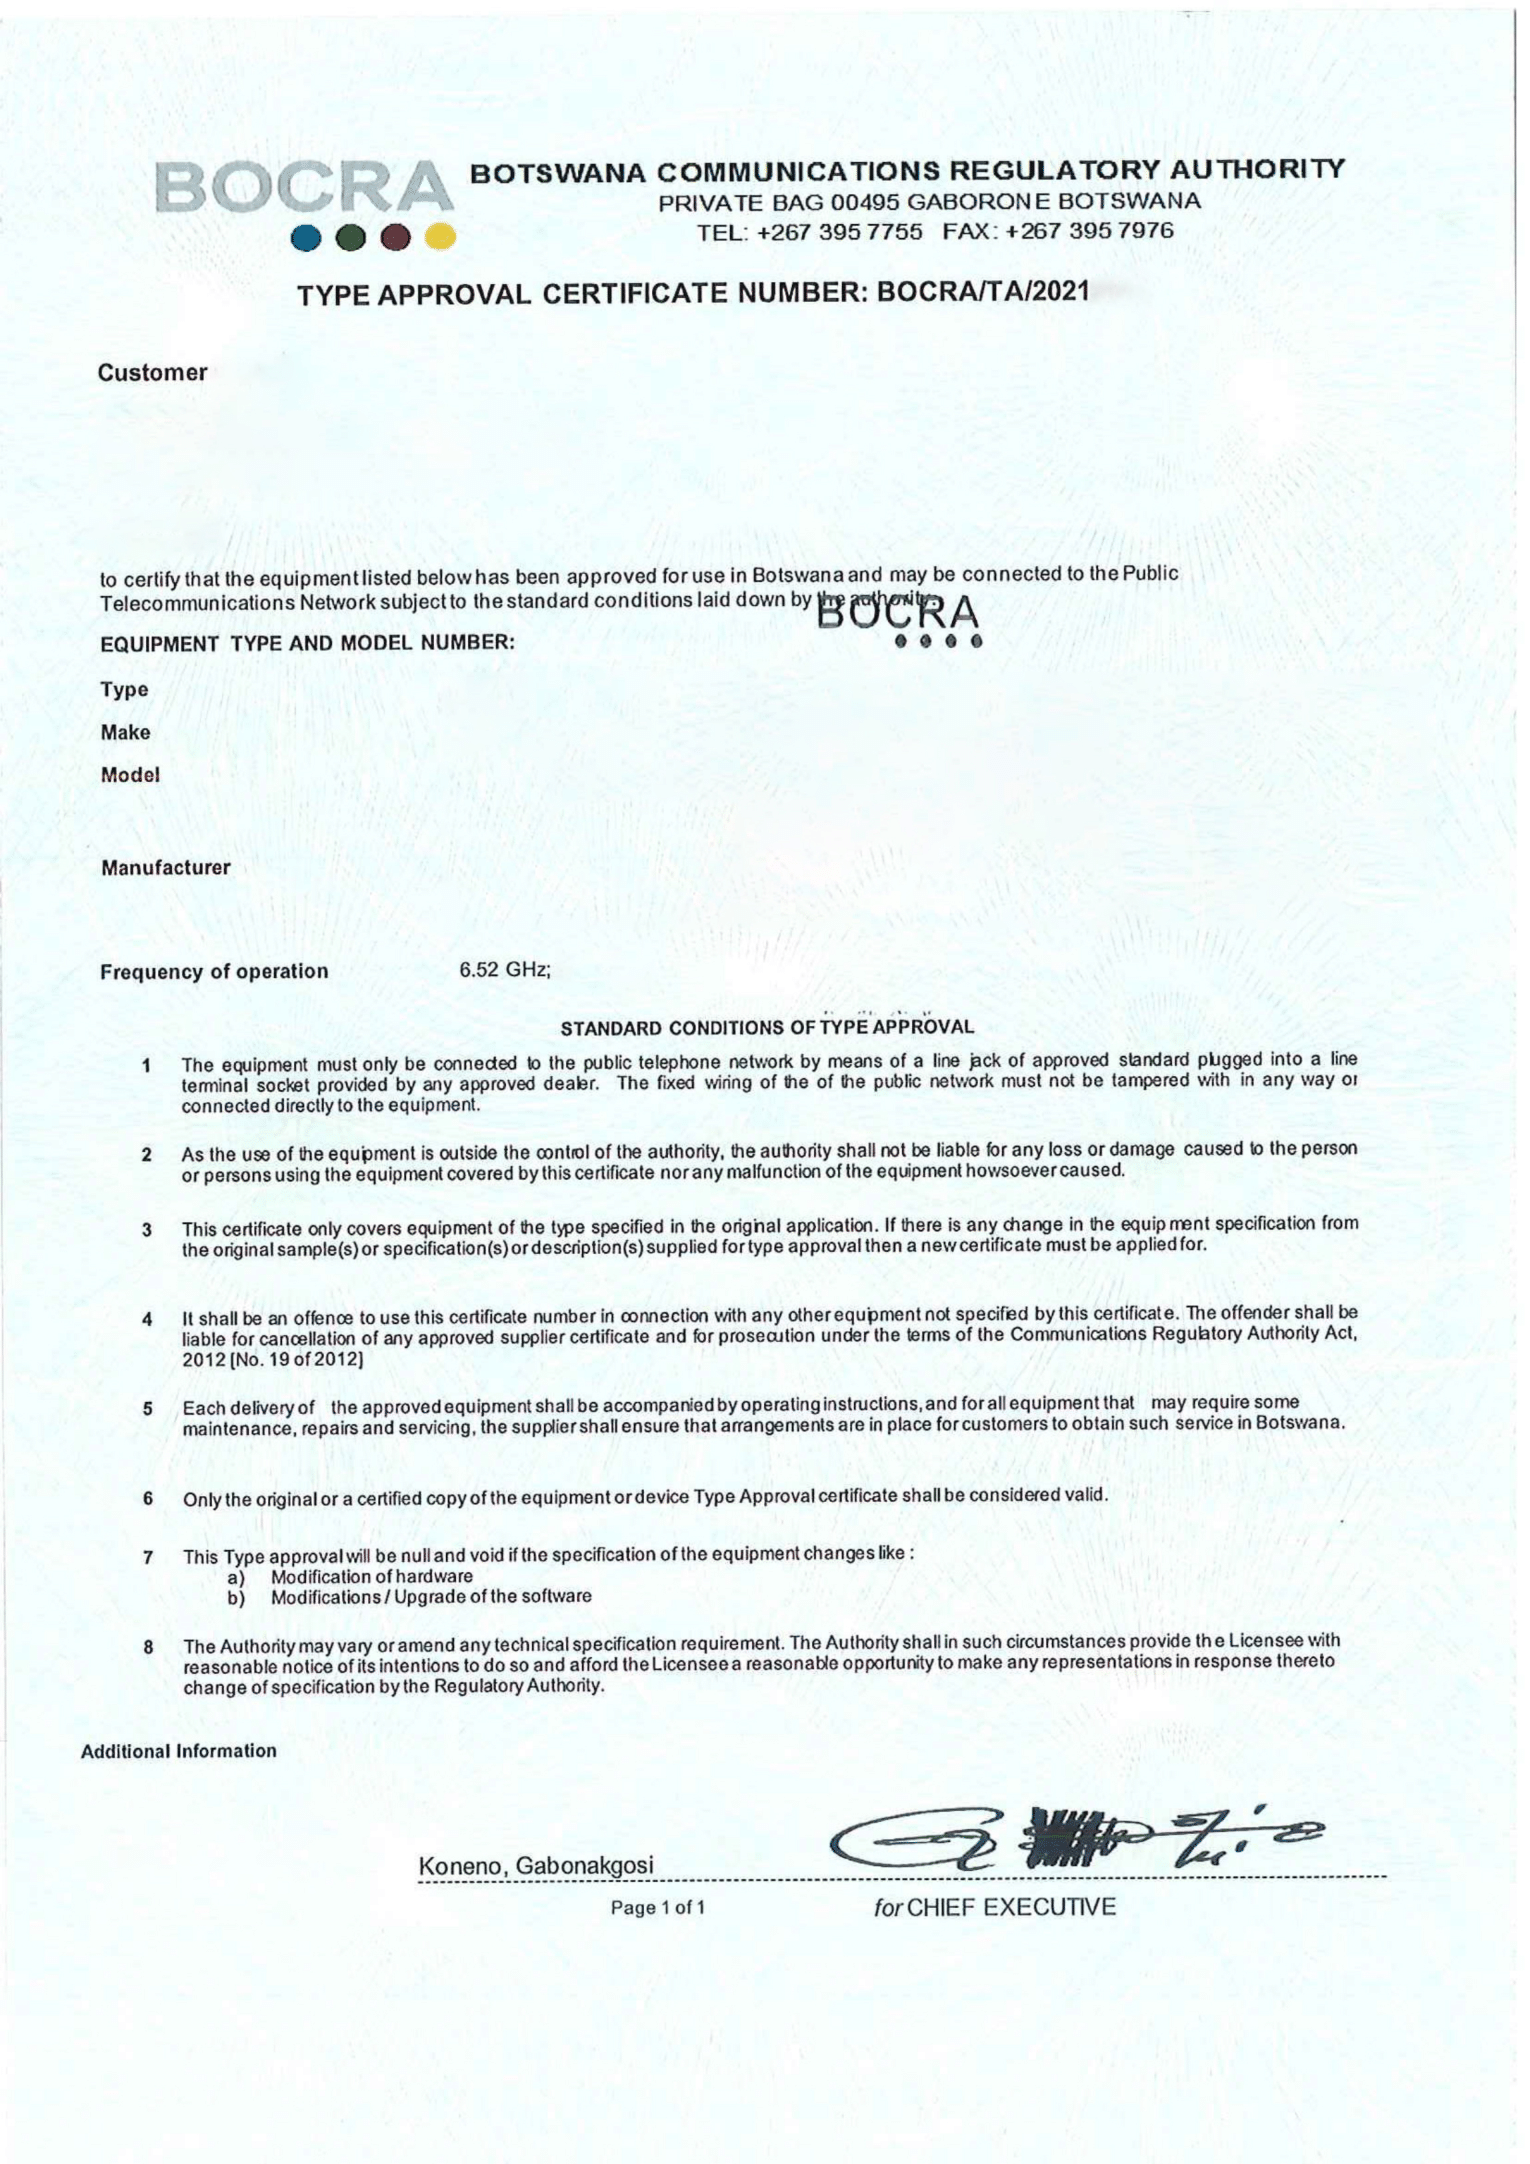 BOCRA
BOTSWANA COMMUNICATIONS REGULATORY AUTHORITY
PRIVATE BAG 00495 GABORONE BOTSWANA
TEL: +267 395 7755 FAX: +267 395 7976
TYPE APPROVAL CERTIFICATE NUMBER: BOCRA/TA/2021
Customer
to certify that the equipment listed below has been approved for use in Botswana and may be connected to the Public
Telecommunications Network subject to the standard conditions laid down by the authority.
BOCRA
EQUIPMENT TYPE AND MODEL NUMBER:
Type
Make
Model
Manufacturer
Frequency of operation 6.52 GHz;
STANDARD CONDITIONS OF TYPE APPROVAL
1 The equipment must only be connected to the public telephone network by means of a line jack of approved standard plugged into a line
terminal socket provided by any approved dealer. The fixed wiring of the of the public network must not be tampered with in any way or
connected directly to the equipment.
2 As the use of the equipment is outside the control of the authority, the authority shall not be liable for any loss or damage caused to the person
or persons using the equipment covered by this certificate nor any malfunction of the equipment howsoever caused.
3 This certificate only covers equipment of the type specified in the original application. If there is any change in the equipment specification from
the original sample(s) or specification(s) or description(s) supplied for type approval then a new certificate must be applied for.
4 It shall be an offence to use this certificate number in connection with any other equipment not specified by this certificate. The offender shall be
liable for cancellation of any approved supplier certificate and for prosecution under the terms of the Communications Regulatory Authority Act,
2012 [No. 19 of 2012]
5 Each delivery of the approved equipment shall be accompanied by operating instructions, and for all equipment that may require some
maintenance, repairs and servicing, the supplier shall ensure that arrangements are in place for customers to obtain such service in Botswana.
6 Only the original or a certified copy of the equipment or device Type Approval certificate shall be considered valid.
7 This Type approval will be null and void if the specification of the equipment changes like :
a) Modification of hardware
b) Modifications / Upgrade of the software
8 The Authority may vary or amend any technical specification requirement. The Authority shall in such circumstances provide the Licensee with
reasonable notice of its intentions to do so and afford the Licensee a reasonable opportunity to make any representations in response thereto
change of specification by the Regulatory Authority.
Additional Information
Koneno, Gabonakgosi
Page 1 of 1
for CHIEF EXECUTIVE